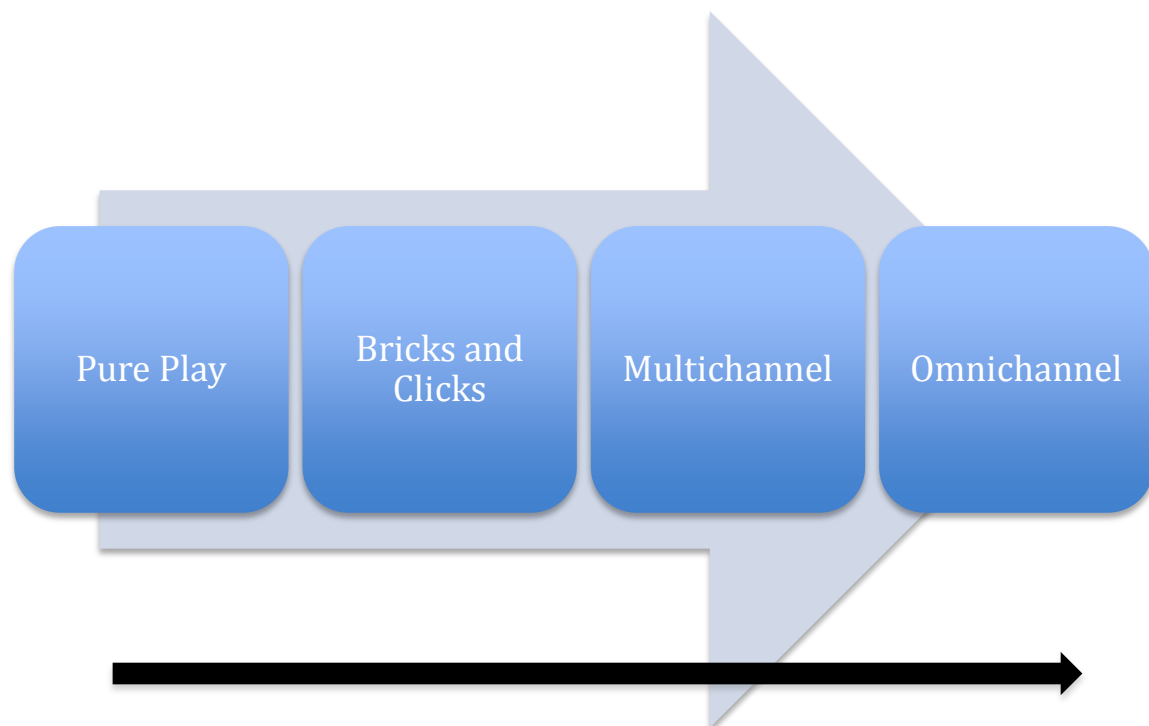 Pure Play
Bricks and
Clicks
Multichannel
Omnichannel